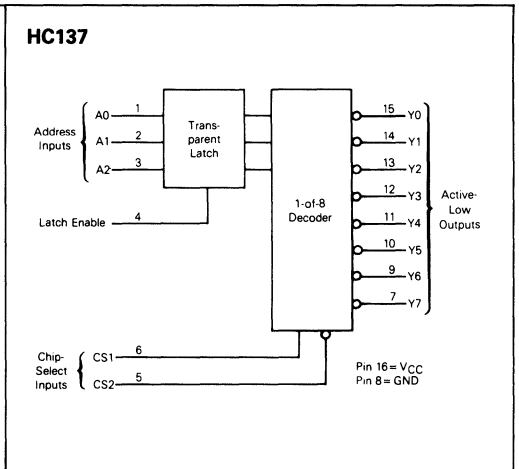 HC137
Address
Inputs
A0 1
A1 2
A2 3
Trans-
parent
Latch
Latch Enable 4
1-of-8
Decoder
15 Y0
14 Y1
13 Y2
12 Y3
11 Y4
10 Y5
9 Y6
7 Y7
Active-
Low
Outputs
Chip-
Select
Inputs
CS1 6
CS2 5
Pin 16 = VCC
Pin 8 = GND